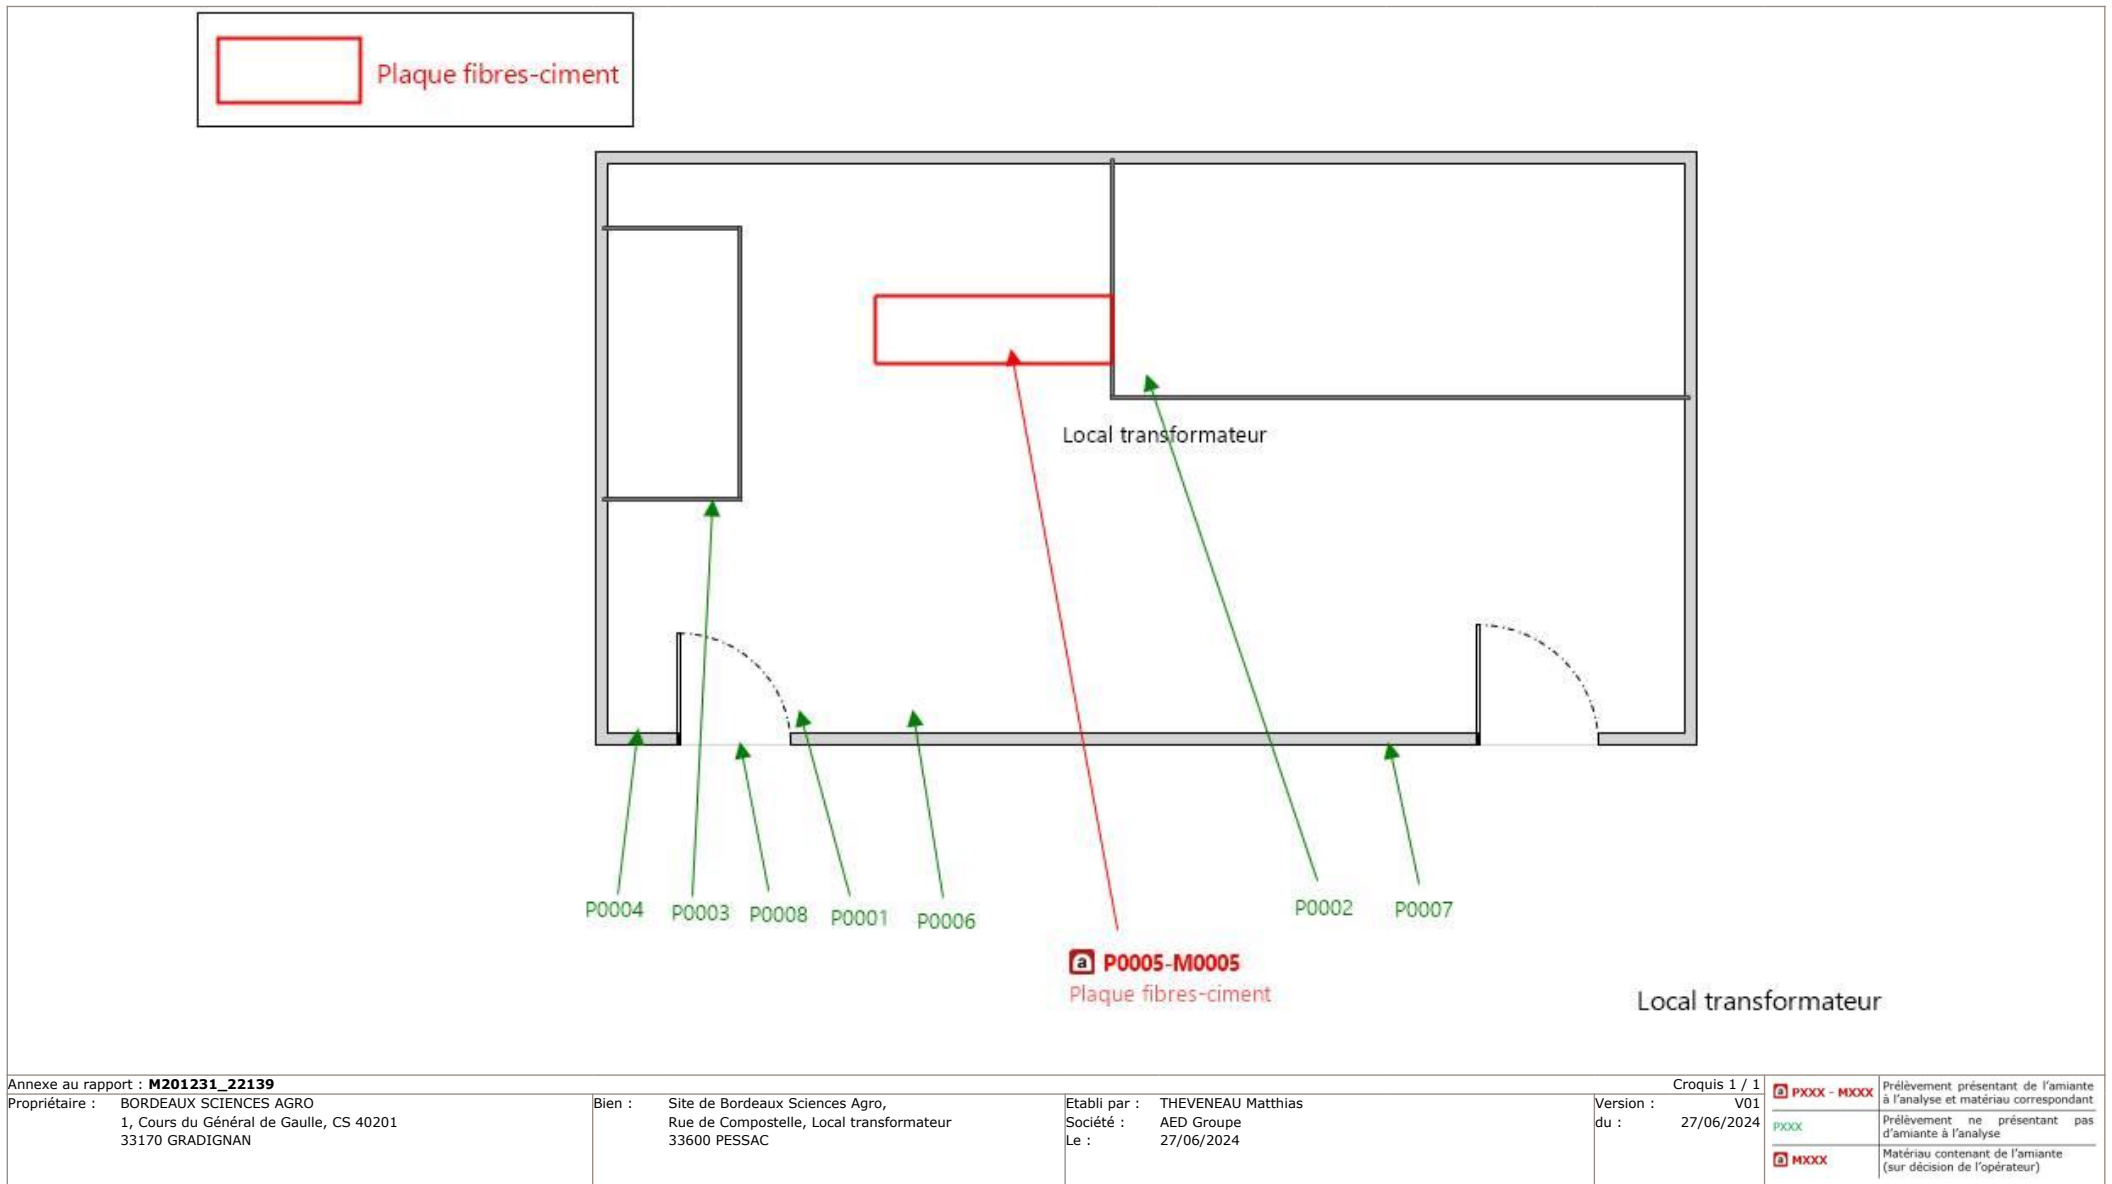 Plaque fibres-ciment
Local transformateur
P0004
P0003
P0008
P0001
P0006
P0002
P0007
a P0005-M0005
Plaque fibres-ciment
Local transformateur
Annexe au rapport : M201231_22139
Croquis 1 / 1
Propriétaire : BORDEAUX SCIENCES AGRO
1, Cours du Général de Gaulle, CS 40201
33170 GRADIGNAN
Bien : Site de Bordeaux Sciences Agro,
Rue de Compostelle, Local transformateur
33600 PESSAC
Etabli par : THEVENEAU Matthias
Société : AED Groupe
Le : 27/06/2024
Version : V01
du : 27/06/2024
a PXXX - MXXX Prélèvement présentant de l'amiante
à l'analyse et matériau correspondant
PXXX Prélèvement ne présentant pas
d'amiante à l'analyse
a MXXX Matériau contenant de l'amiante
(sur décision de l'opérateur)